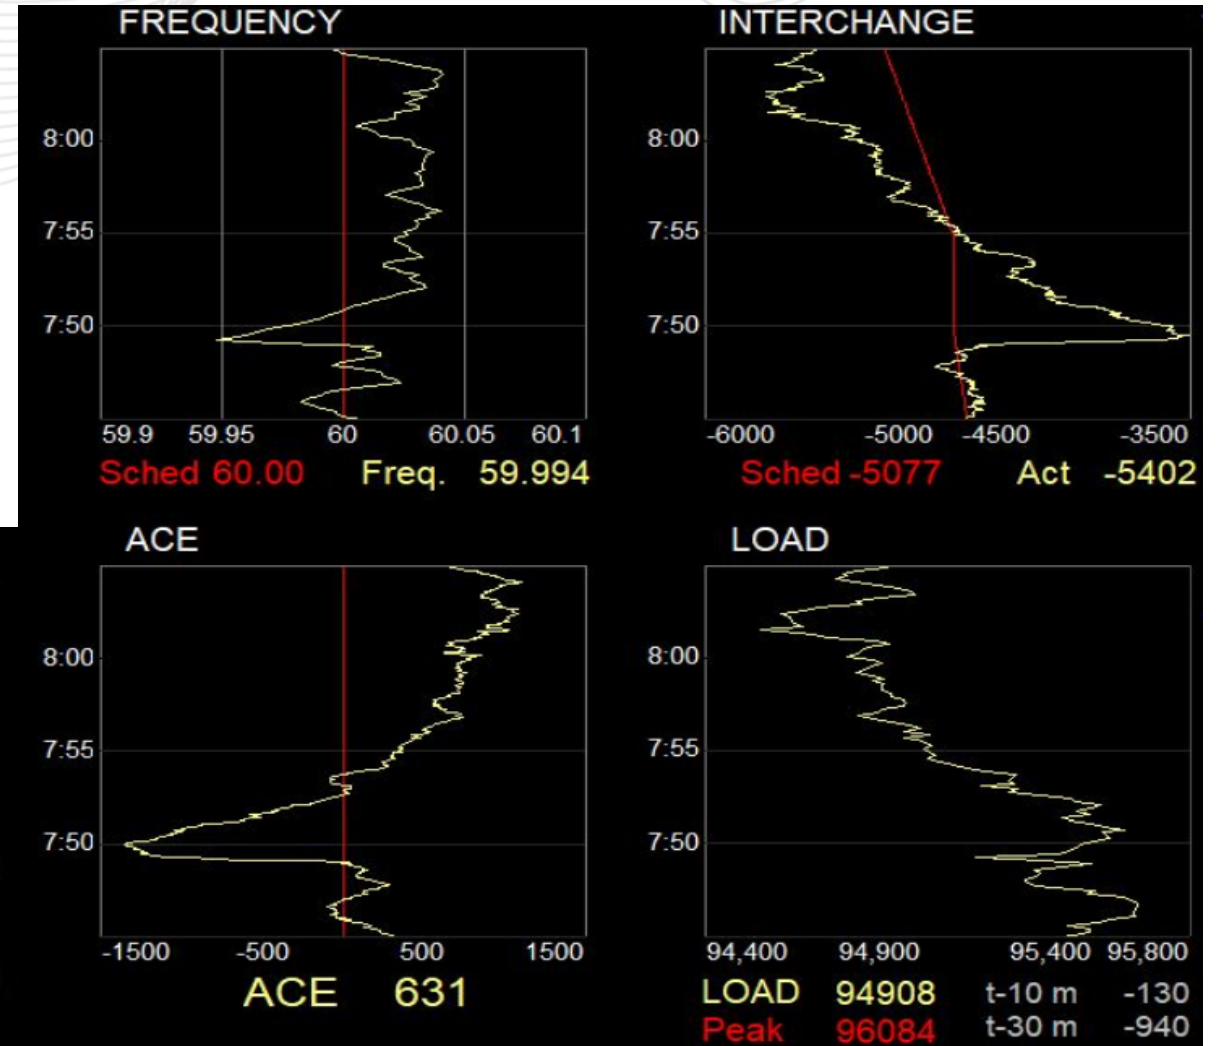 FREQUENCY
8:00
7:55
7:50
59.9 59.95 60 60.05 60.1
Sched 60.00 Freq. 59.994
INTERCHANGE
8:00
7:55
7:50
-6000 -5000 -4500 -3500
Sched -5077 Act -5402
ACE
8:00
7:55
7:50
-1500 -500 500 1500
ACE 631
LOAD
8:00
7:55
7:50
94,400 94,900 95,400 95,800
LOAD 94908 t-10 m -130
Peak 96084 t-30 m -940